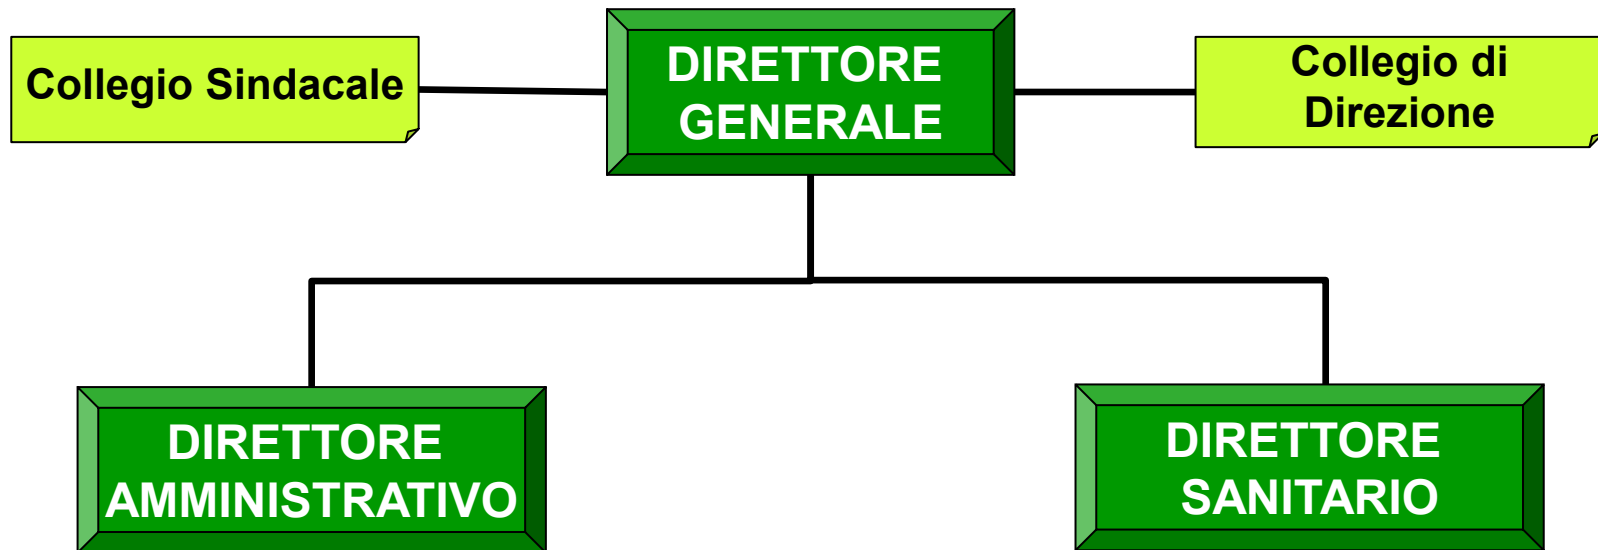 Collegio Sindacale
DIRETTORE
GENERALE
Collegio di
Direzione
DIRETTORE
AMMINISTRATIVO
DIRETTORE
SANITARIO